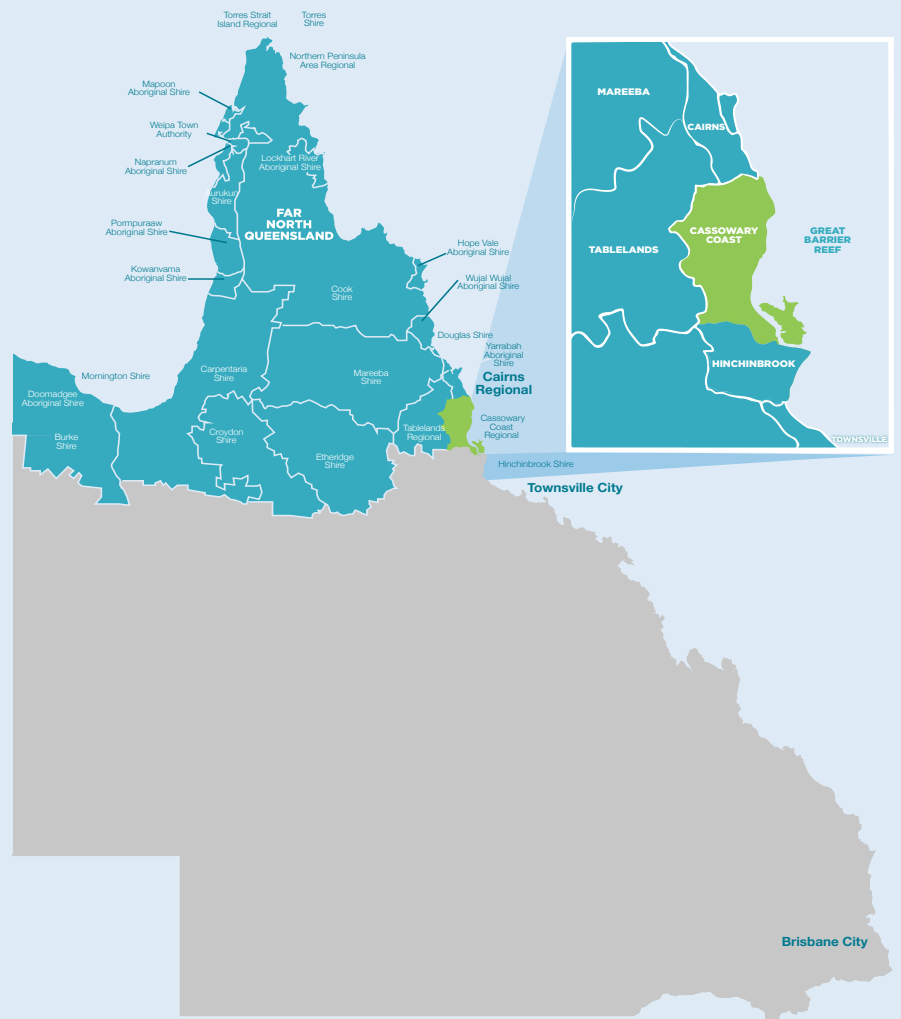 Torres Strait
Island Regional
Torres
Shire
Northern Peninsula
Area Regional
Mapoon
Aboriginal Shire
Weipa Town
Authority
Napranum
Aboriginal Shire
Lockhart River
Aboriginal Shire
Aurukun
Shire
FAR
NORTH
QUEENSLAND
Pormpuraaw
Aboriginal Shire
Kowanyama
Aboriginal Shire
Hope Vale
Aboriginal Shire
Wujal Wujal
Aboriginal Shire
Cook
Shire
Douglas Shire
Yarrabah
Aboriginal
Shire
Cairns
Regional
Mornington Shire
Carpentaria
Shire
Mareeba
Shire
Doomadgee
Aboriginal Shire
Burke
Shire
Croydon
Shire
Tablelands
Regional
Cassowary
Coast
Regional
Etheridge
Shire
Hinchinbrook Shire
Townsville City
Brisbane City
MAREEBA
CAIRNS
CASSOWARY
COAST
GREAT
BARRIER
REEF
TABLELANDS
HINCHINBROOK
TOWNSVILLE